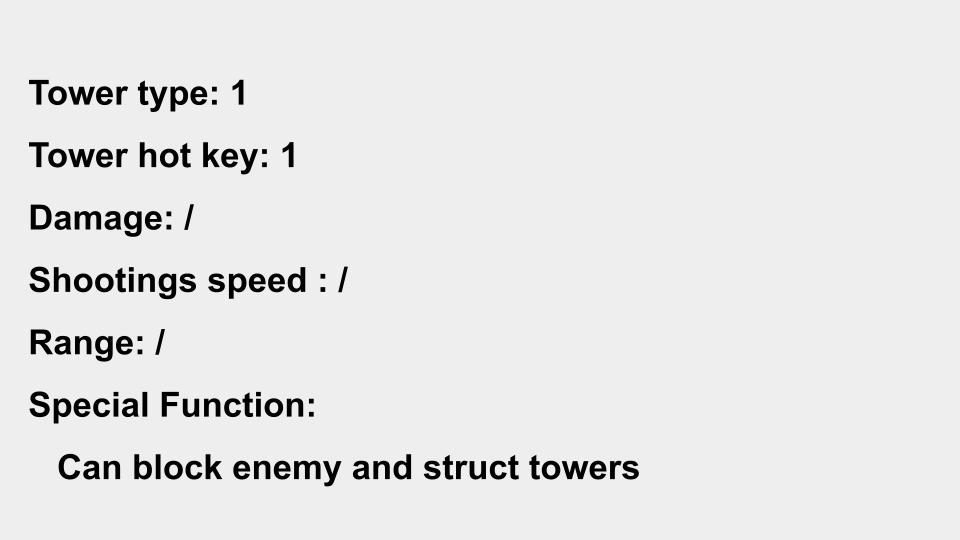 Tower type: 1
Tower hot key: 1
Damage: /
Shootings speed : /
Range: /
Special Function:
Can block enemy and struct towers